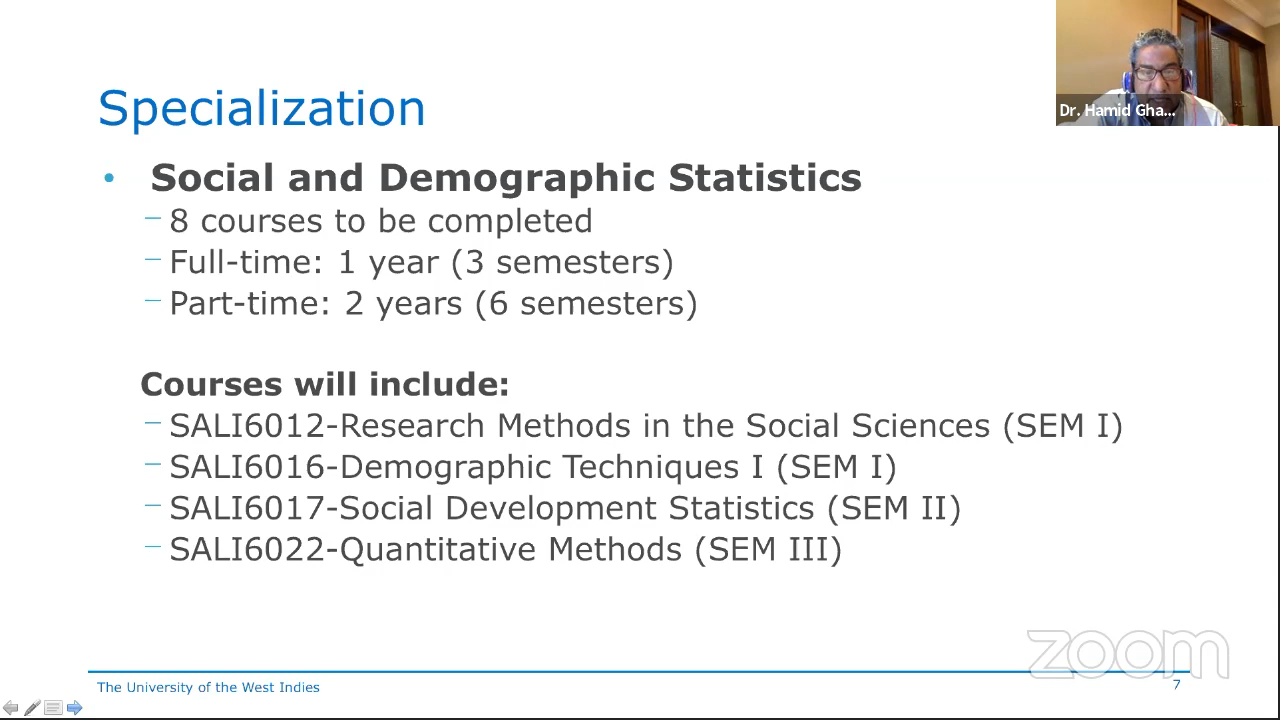 Specialization
Dr. Hamid Gha...
• Social and Demographic Statistics
– 8 courses to be completed
– Full-time: 1 year (3 semesters)
– Part-time: 2 years (6 semesters)
Courses will include:
– SALI6012-Research Methods in the Social Sciences (SEM I)
– SALI6016-Demographic Techniques I (SEM I)
– SALI6017-Social Development Statistics (SEM II)
– SALI6022-Quantitative Methods (SEM III)
zoom
The University of the West Indies
7